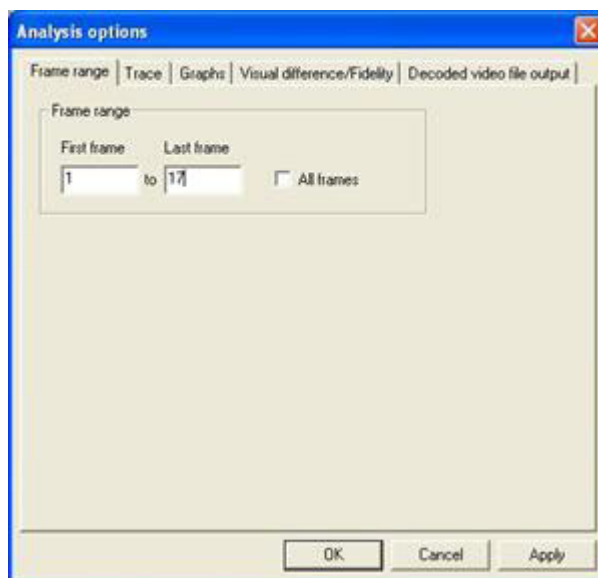 Analysis options
Frame range Trace Graphs Visual difference/Fidelity Decoded video file output
Frame range
First frame Last frame
1 to 17 All frames
OK Cancel Apply